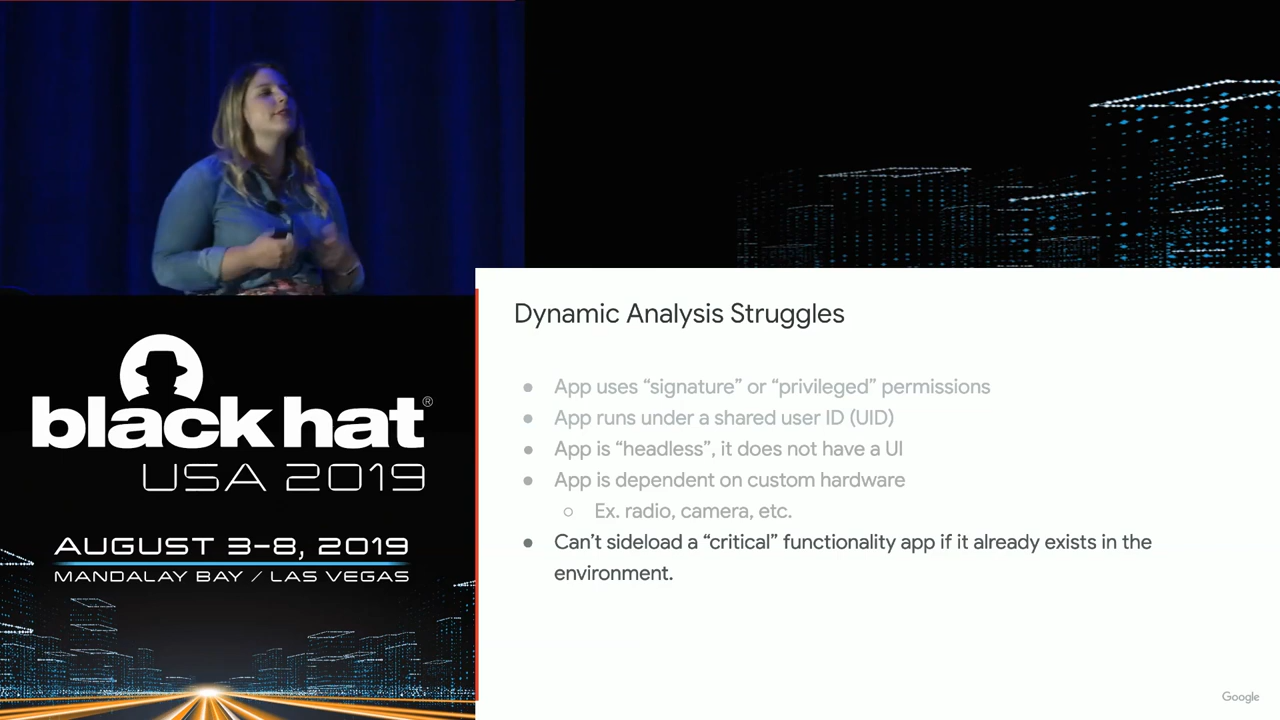 Dynamic Analysis Struggles
● App uses “signature” or “privileged” permissions
● App runs under a shared user ID (UID)
● App is “headless”, it does not have a UI
● App is dependent on custom hardware
○ Ex. radio, camera, etc.
● Can’t sideload a “critical” functionality app if it already exists in the
environment.
Google
black hat®
USA 2019
AUGUST 3–8, 2019
MANDALAY BAY / LAS VEGAS